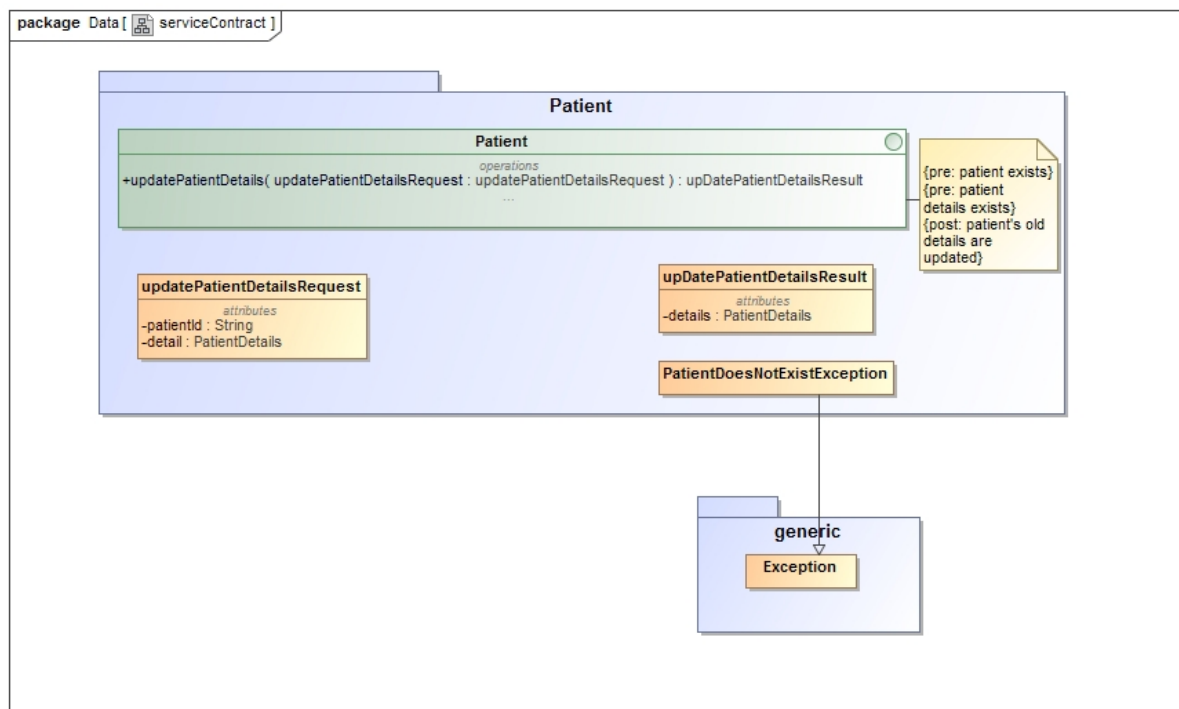 package Data [ serviceContract ]
Patient
Patient
operations
+updatePatientDetails( updatePatientDetailsRequest : updatePatientDetailsRequest ) : upDatePatientDetailsResult
...
{pre: patient exists}
{pre: patient
details exists}
{post: patient's old
details are
updated}
updatePatientDetailsRequest
attributes
-patientId : String
-detail : PatientDetails
upDatePatientDetailsResult
attributes
-details : PatientDetails
PatientDoesNotExistException
generic
Exception